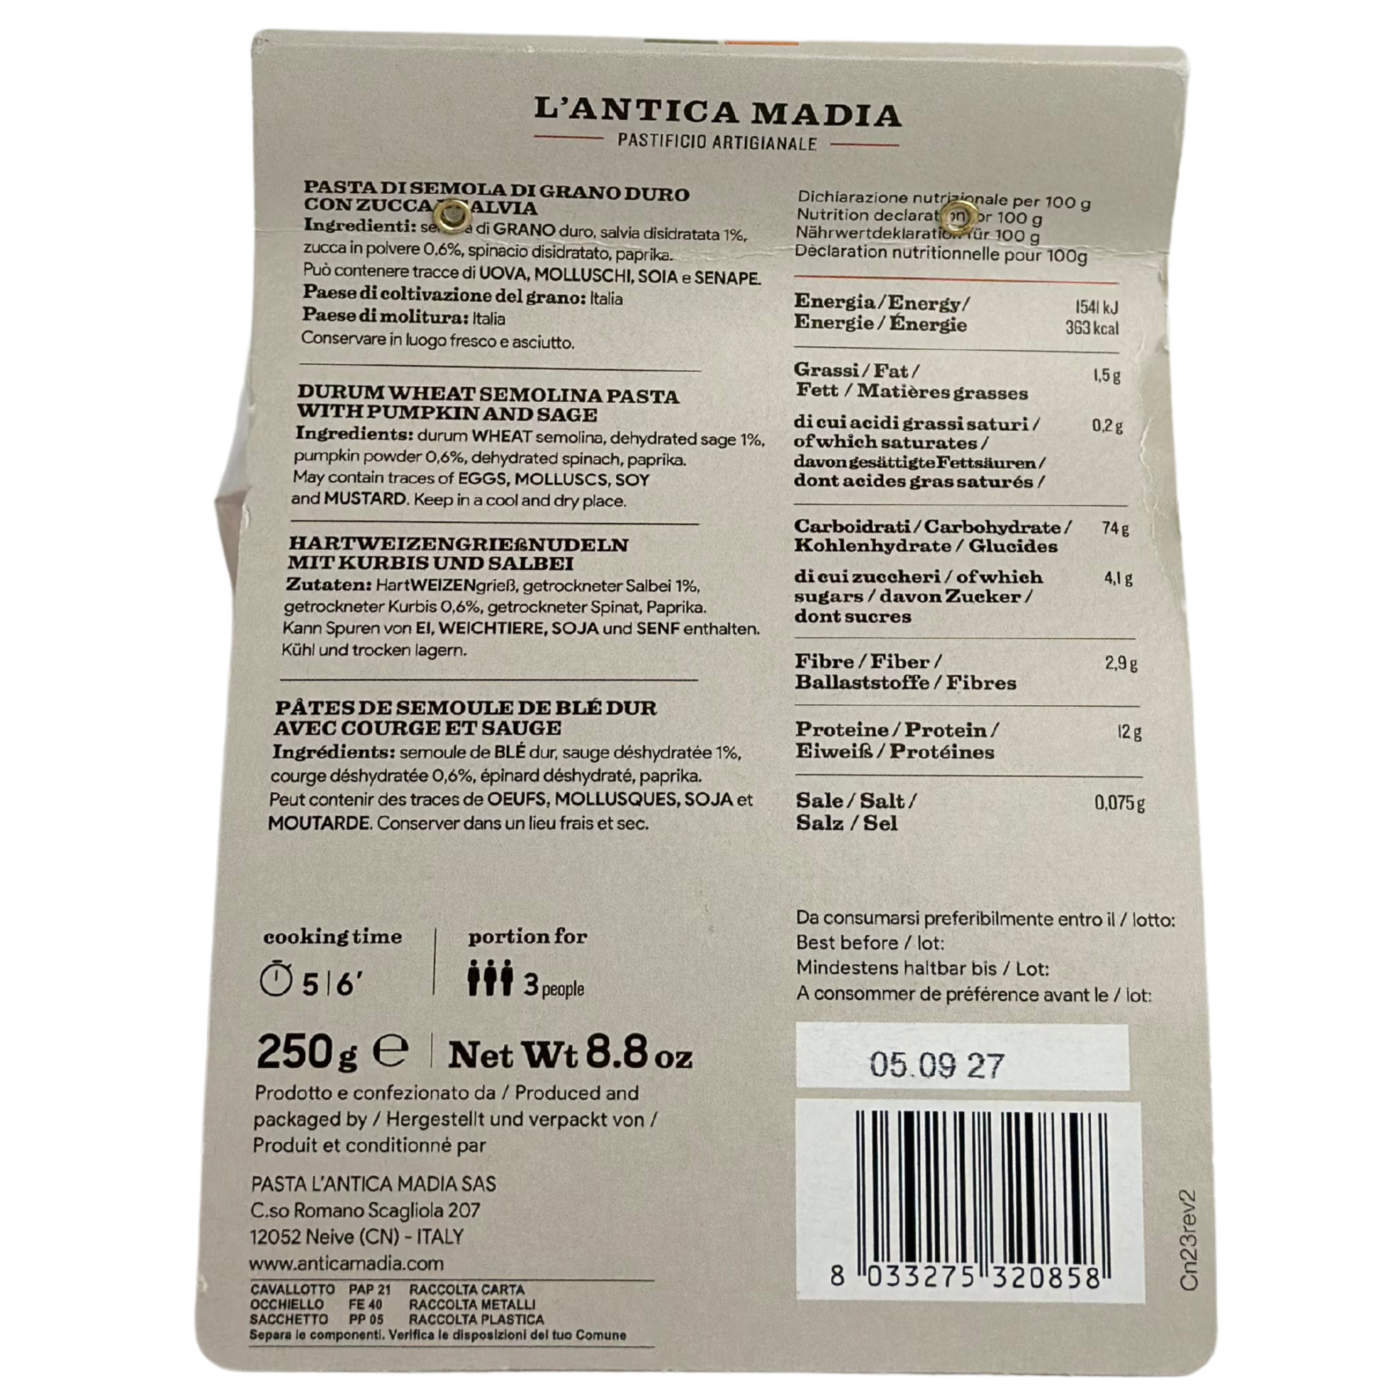 L'ANTICA MADIA
PASTIFICIO ARTIGIANALE
PASTA DI SEMOLA DI GRANO DURO
CON ZUCCA ALVIA
Ingredienti: se a di GRANO duro, salvia disidratata 1%,
zucca in polvere 0,6%, spinacio disidratato, paprika.
Può contenere tracce di UOVA, MOLLUSCHI, SOIA e SENAPE.
Paese di coltivazione del grano: Italia
Paese di molitura: Italia
Conservare in luogo fresco e asciutto.
DURUM WHEAT SEMOLINA PASTA
WITH PUMPKIN AND SAGE
Ingredients: durum WHEAT semolina, dehydrated sage 1%,
pumpkin powder 0,6%, dehydrated spinach, paprika.
May contain traces of EGGS, MOLLUSCS, SOY
and MUSTARD. Keep in a cool and dry place.
HARTWEIZENGRIEßNUDELN
MIT KURBIS UND SALBEI
Zutaten: HartWEIZENgrieß, getrockneter Salbei 1%,
getrockneter Kurbis 0,6%, getrockneter Spinat, Paprika.
Kann Spuren von EI, WEICHTIERE, SOJA und SENF enthalten.
Kühl und trocken lagern.
PÂTES DE SEMOULE DE BLÉ DUR
AVEC COURGE ET SAUGE
Ingrédients: semoule de BLÉ dur, sauge déshydratée 1%,
courge déshydratée 0,6%, épinard déshydraté, paprika.
Peut contenir des traces de OEUFS, MOLLUSQUES, SOJA et
MOUTARDE. Conserver dans un lieu frais et sec.
cooking time
5|6'
portion for
3 people
250 g e | Net Wt 8.8 oz
Prodotto e confezionato da / Produced and
packaged by / Hergestellt und verpackt von /
Produit et conditionné par
PASTA L'ANTICA MADIA SAS
C.so Romano Scagliola 207
12052 Neive (CN) - ITALY
www.anticamadia.com
CAVALLOTTO PAP 21 RACCOLTA CARTA
OCCHIELLO FE 40 RACCOLTA METALLI
SACCHETTO PP 05 RACCOLTA PLASTICA
Separa le componenti. Verifica le disposizioni del tuo Comune
Dichiarazione nutrizionale per 100 g
Nutrition declarat on or 100 g
Nährwertdeklaration für 100 g
Déclaration nutritionnelle pour 100g
Energia/Energy/ 1541 kJ
Energie/Énergie 363 kcal
Grassi/Fat/ 1,5 g
Fett / Matières grasses
di cui acidi grassi saturi / 0,2 g
of which saturates /
davon gesättigte Fettsäuren/
dont acides gras saturés /
Carboidrati/Carbohydrate/ 74 g
Kohlenhydrate / Glucides
di cui zuccheri / of which 4,1 g
sugars / davon Zucker /
dont sucres
Fibre/Fiber/ 2,9 g
Ballaststoffe / Fibres
Proteine/Protein/ 12 g
Eiweiß/Protéines
Sale/Salt/ 0,075 g
Salz / Sel
Da consumarsi preferibilmente entro il / lotto:
Best before / lot:
Mindestens haltbar bis / Lot:
A consommer de préférence avant le / lot:
05.09 27
8 033275 320858
Cn23rev2